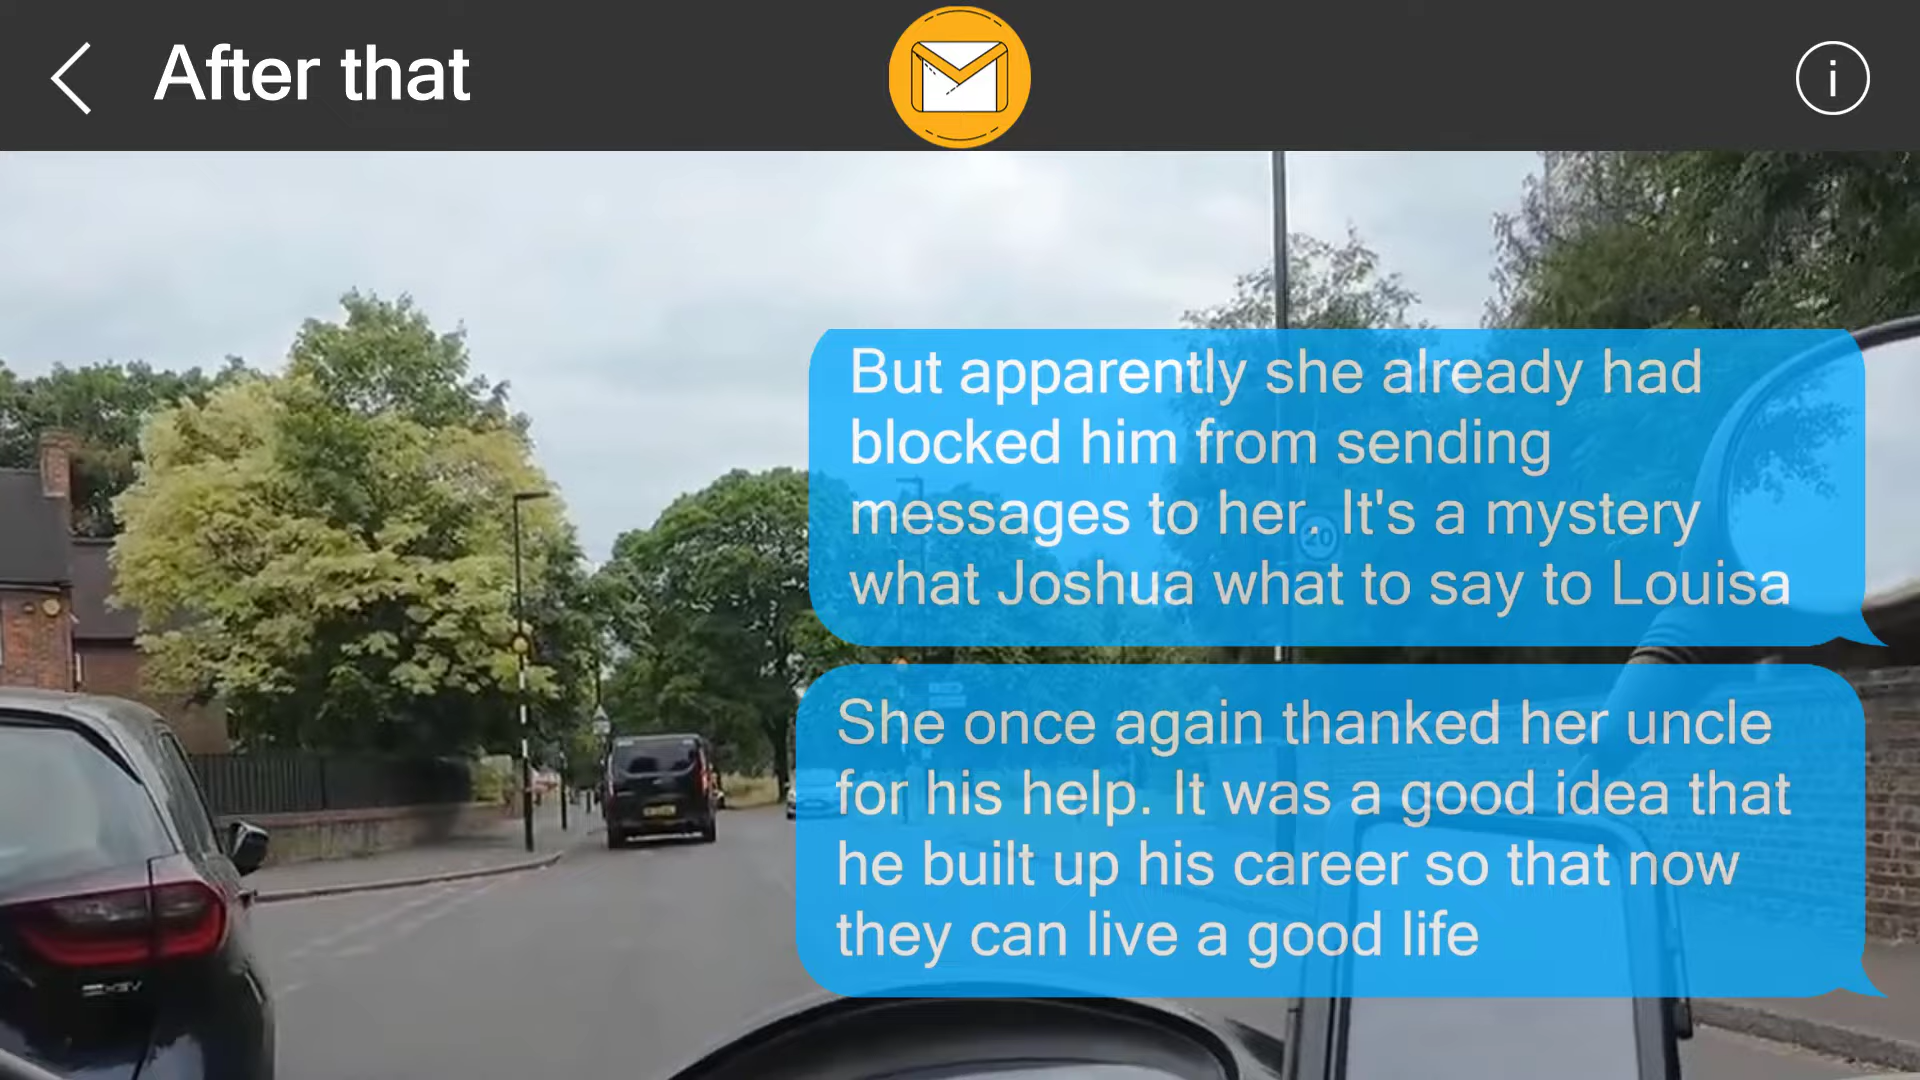 After that
But apparently she already had
blocked him from sending
messages to her. It's a mystery
what Joshua what to say to Louisa
20
She once again thanked her uncle
for his help. It was a good idea that
he built up his career so that now
they can live a good life